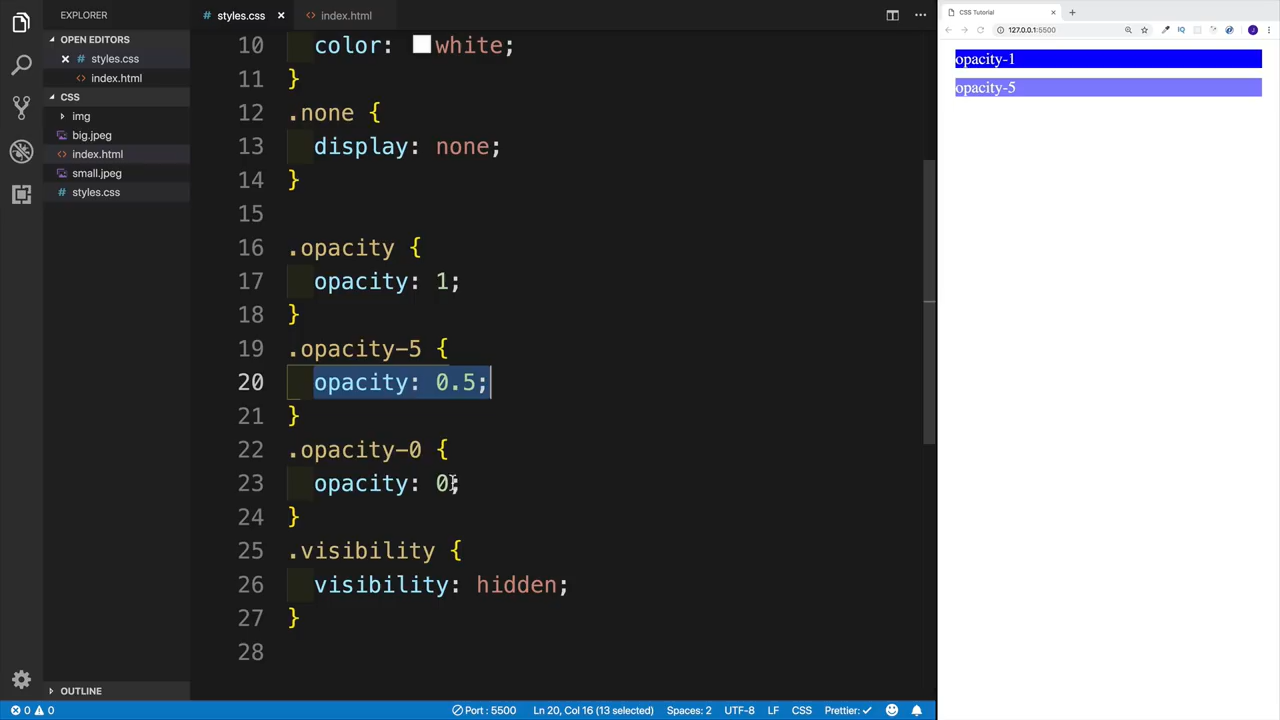 EXPLORER
OPEN EDITORS
styles.css
index.html
CSS
img
big.jpeg
index.html
small.jpeg
styles.css
OUTLINE
styles.css
index.html
10 color: white;
11 }
12 .none {
13 display: none;
14 }
15
16 .opacity {
17 opacity: 1;
18 }
19 .opacity-5 {
20 opacity: 0.5;
21 }
22 .opacity-0 {
23 opacity: 0;
24 }
25 .visibility {
26 visibility: hidden;
27 }
28
CSS Tutorial
127.0.0.1:5500
IQ
J
opacity-1
opacity-5
0 0 Port : 5500 Ln 20, Col 16 (13 selected) Spaces: 2 UTF-8 LF CSS Prettier: